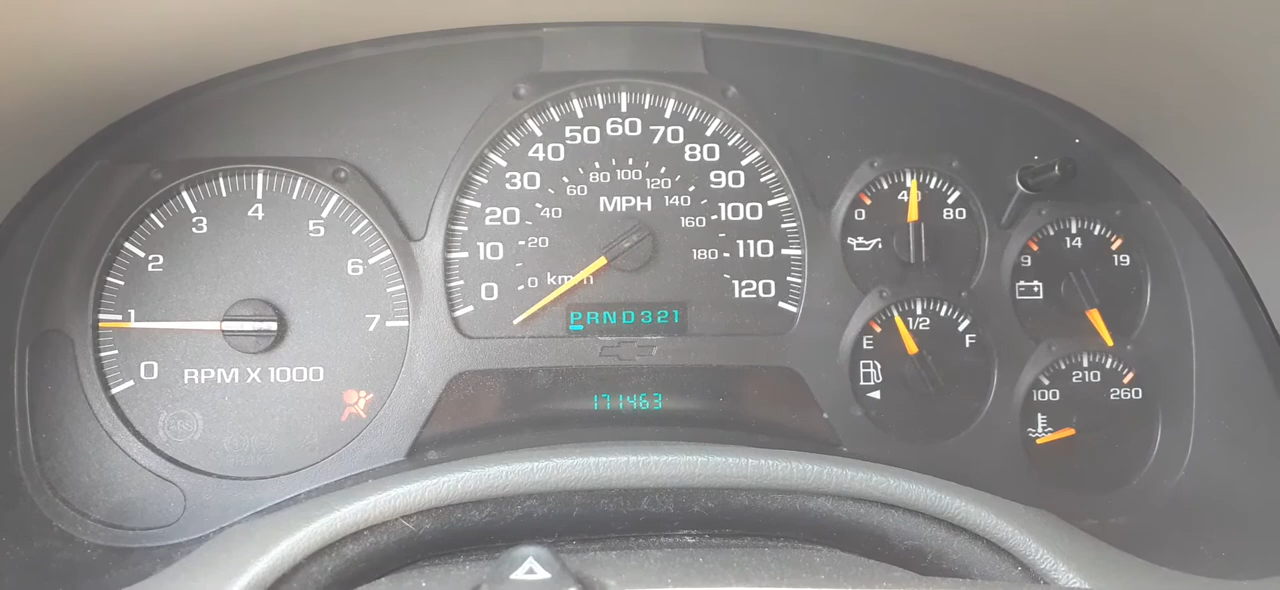 0 1 2 3 4 5 6 7
RPM X 1000
0 10 20 30 40 50 60 70 80 90 100 110 120
MPH
0 20 40 60 80 100 120 140 160 180
km/h
PRND321
171463
0 40 80
9 14 19
E 1/2 F
100 210 260